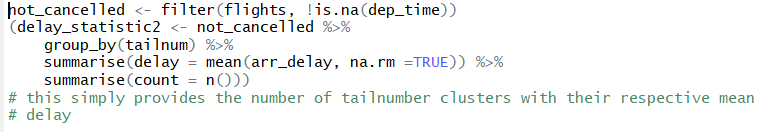 not_cancelled <- filter(flights, !is.na(dep_time))
(delay_statistic2 <- not_cancelled %>%
    group_by(tailnum) %>%
    summarise(delay = mean(arr_delay, na.rm =TRUE)) %>%
    summarise(count = n()))
# this simply provides the number of tailnumber clusters with their respective mean
# delay